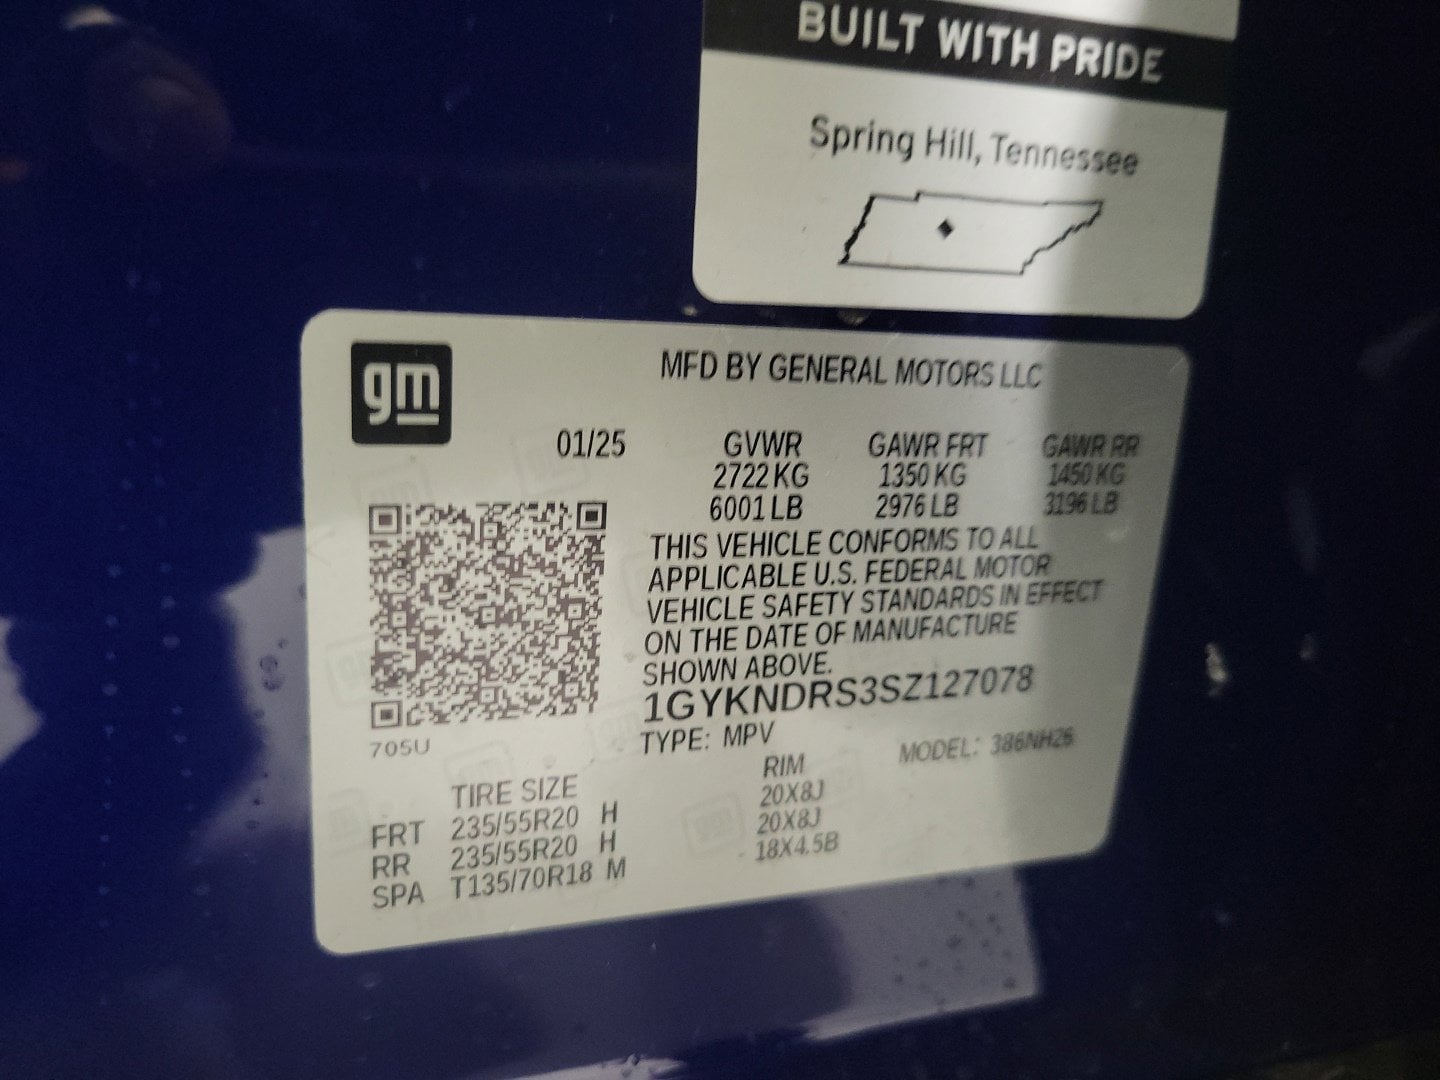 BUILT WITH PRIDE
Spring Hill, Tennessee
gm
MFD BY GENERAL MOTORS LLC
01/25 GVWR GAWR FRT GAWR RR
2722 KG 1350 KG 1450 KG
6001 LB 2976 LB 3196 LB
THIS VEHICLE CONFORMS TO ALL
APPLICABLE U.S. FEDERAL MOTOR
VEHICLE SAFETY STANDARDS IN EFFECT
ON THE DATE OF MANUFACTURE
SHOWN ABOVE.
1GYKNDRS3SZ127078
705U
TYPE: MPV MODEL: 386NH26
TIRE SIZE RIM
FRT 235/55R20 H 20X8J
RR 235/55R20 H 20X8J
SPA T135/70R18 M 18X4.5B